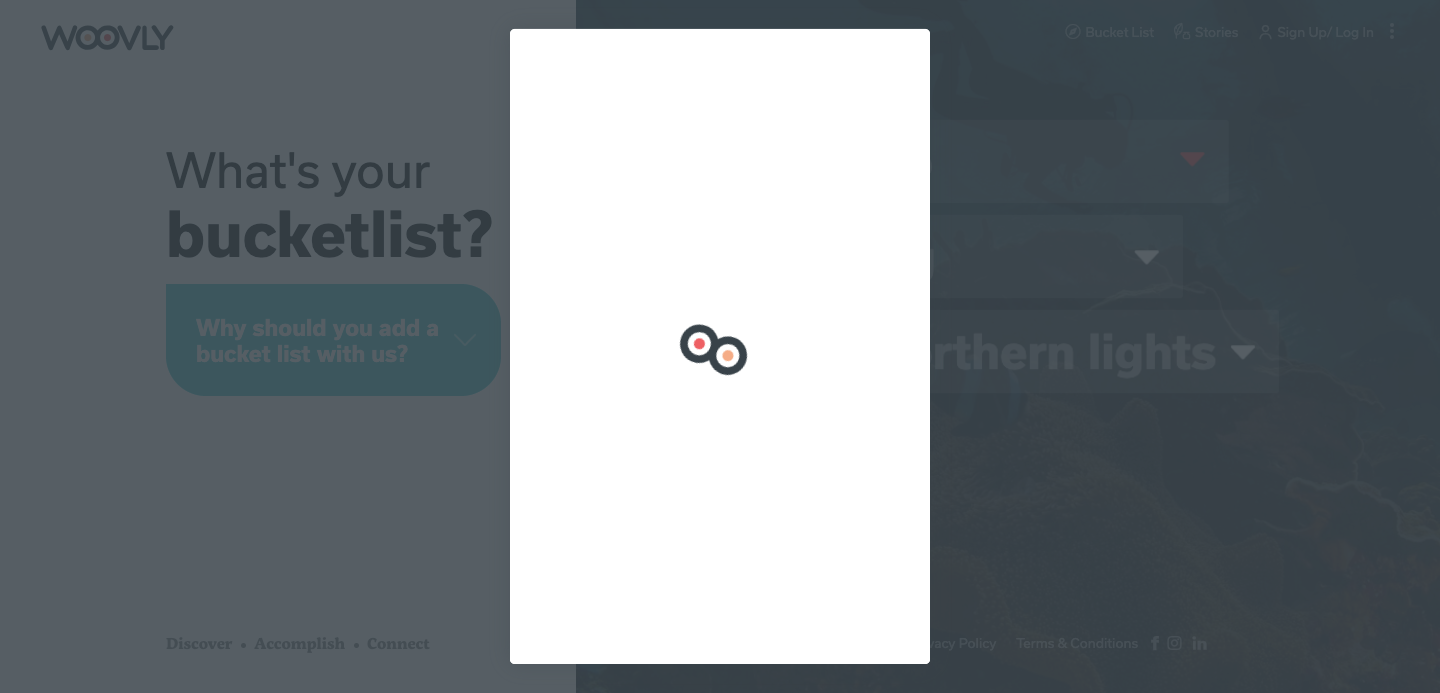 WOOVLY
Bucket List
Stories
Sign Up/ Log In
What's your
bucketlist?
Why should you add a
bucket list with us?
rthern lights
Discover • Accomplish • Connect
vacy Policy
Terms & Conditions